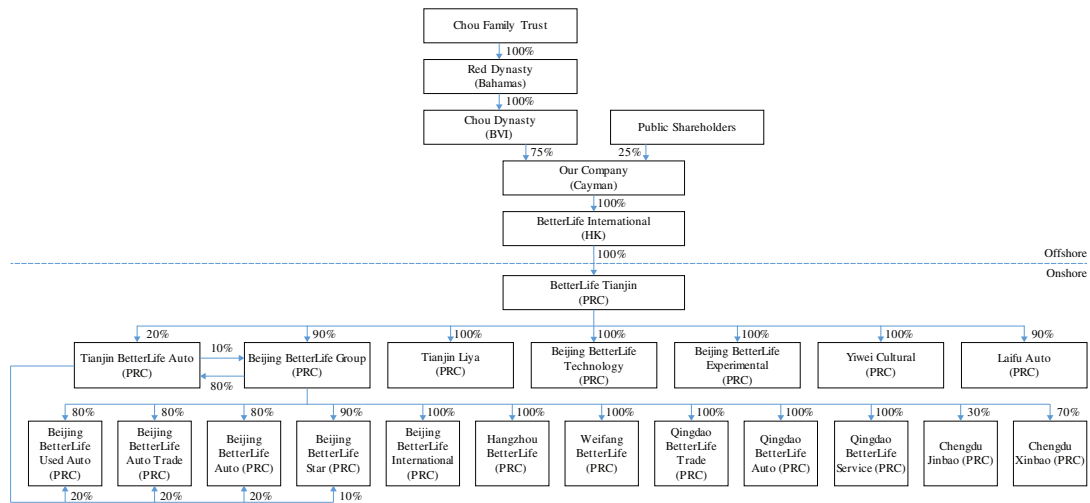 Chou Family Trust
100%
Red Dynasty
(Bahamas)
100%
Chou Dynasty
(BVI)
Public Shareholders
75%
25%
Our Company
(Cayman)
100%
BetterLife International
(HK)
100%
Offshore
Onshore
BetterLife Tianjin
(PRC)
20%
90%
100%
100%
100%
100%
90%
Tianjin BetterLife Auto
(PRC)
10%
80%
Beijing BetterLife Group
(PRC)
Tianjin Liya
(PRC)
Beijing BetterLife
Technology
(PRC)
Beijing BetterLife
Experimental
(PRC)
Yiwei Cultural
(PRC)
Laifu Auto
(PRC)
80%
80%
80%
90%
100%
100%
100%
100%
100%
100%
30%
70%
Beijing
BetterLife
Used Auto
(PRC)
Beijing
BetterLife
Auto Trade
(PRC)
Beijing
BetterLife
Auto (PRC)
Beijing
BetterLife
Star (PRC)
Beijing
BetterLife
International
(PRC)
Hangzhou
BetterLife
(PRC)
Weifang
BetterLife
(PRC)
Qingdao
BetterLife
Trade
(PRC)
Qingdao
BetterLife
Auto (PRC)
Qingdao
BetterLife
Service (PRC)
Chengdu
Jinbao (PRC)
Chengdu
Xinbao (PRC)
20%
20%
20%
10%